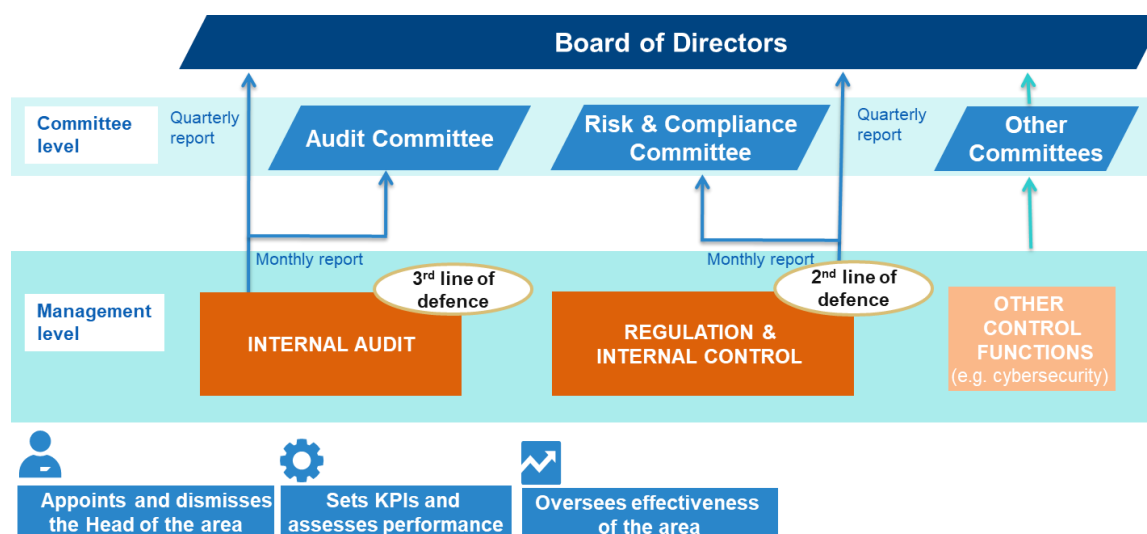 Board of Directors
Committee
level
Quarterly
report
Audit Committee
Risk & Compliance
Committee
Quarterly
report
Other
Committees
Monthly report
Monthly report
Management
level
3rd line of
defence
INTERNAL AUDIT
2nd line of
defence
REGULATION &
INTERNAL CONTROL
OTHER
CONTROL
FUNCTIONS
(e.g. cybersecurity)
Appoints and dismisses
the Head of the area
Sets KPIs and
assesses performance
Oversees effectiveness
of the area